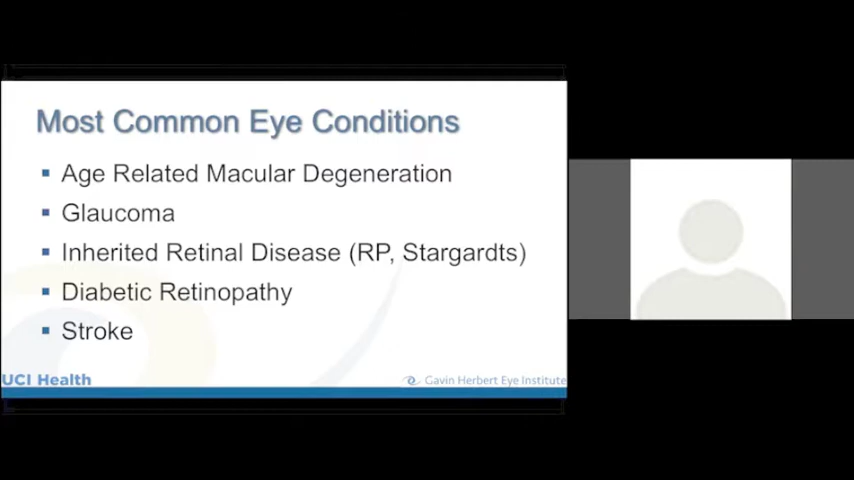 Most Common Eye Conditions
Age Related Macular Degeneration
Glaucoma
Inherited Retinal Disease (RP, Stargardts)
Diabetic Retinopathy
Stroke
UCI Health
Gavin Herbert Eye Institute